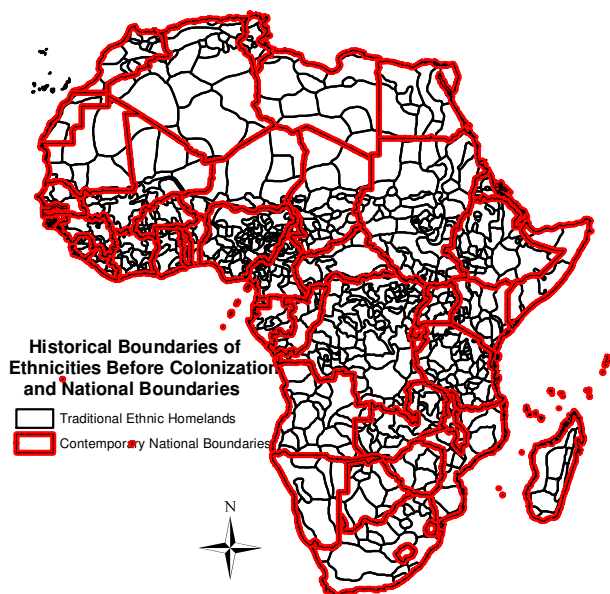 Historical Boundaries of
Ethnicities Before Colonization
and National Boundaries
Traditional Ethnic Homelands
Contemporary National Boundaries
N